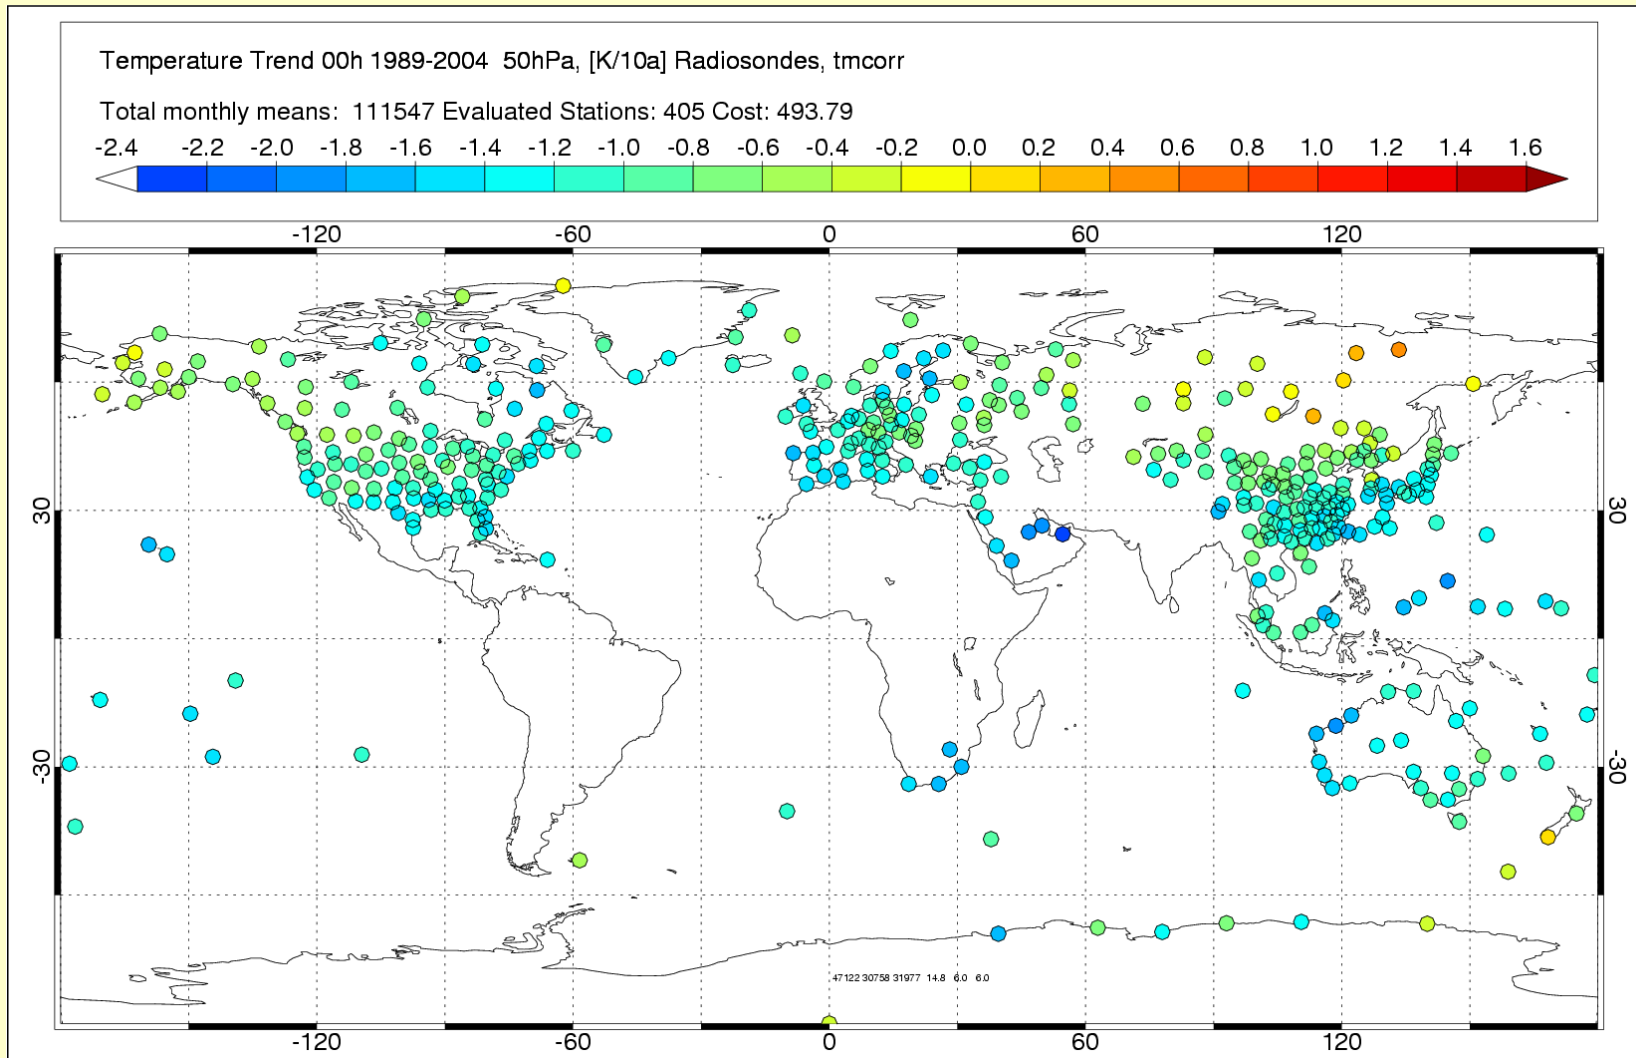 Temperature Trend 00h 1989-2004 50hPa, [K/10a] Radiosondes, tmcorr
Total monthly means: 111547 Evaluated Stations: 405 Cost: 493.79
-2.4 -2.2 -2.0 -1.8 -1.6 -1.4 -1.2 -1.0 -0.8 -0.6 -0.4 -0.2 0.0 0.2 0.4 0.6 0.8 1.0 1.2 1.4 1.6
-120 -60 0 60 120
30 30
-30 -30
47122 30758 31977 14.8 6.0 6.0
-120 -60 0 60 120